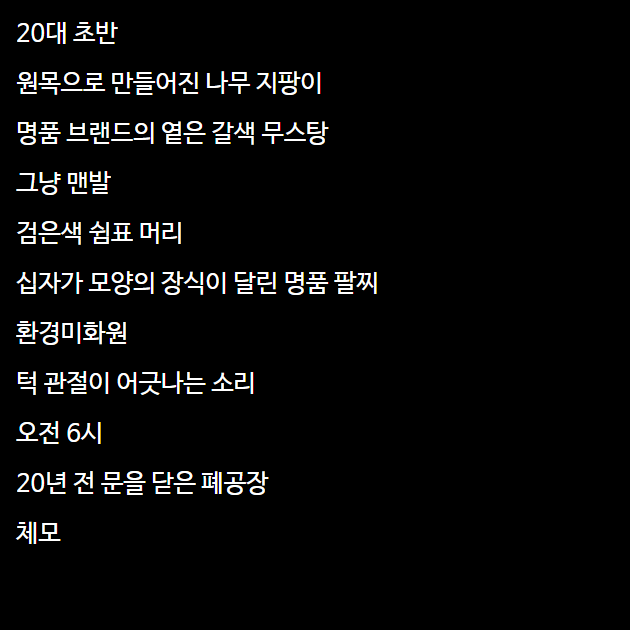 20대 초반
원목으로 만들어진 나무 지팡이
명품 브랜드의 옅은 갈색 무스탕
그냥 맨발
검은색 쉼표 머리
십자가 모양의 장식이 달린 명품 팔찌
환경미화원
턱 관절이 어긋나는 소리
오전 6시
20년 전 문을 닫은 폐공장
체모